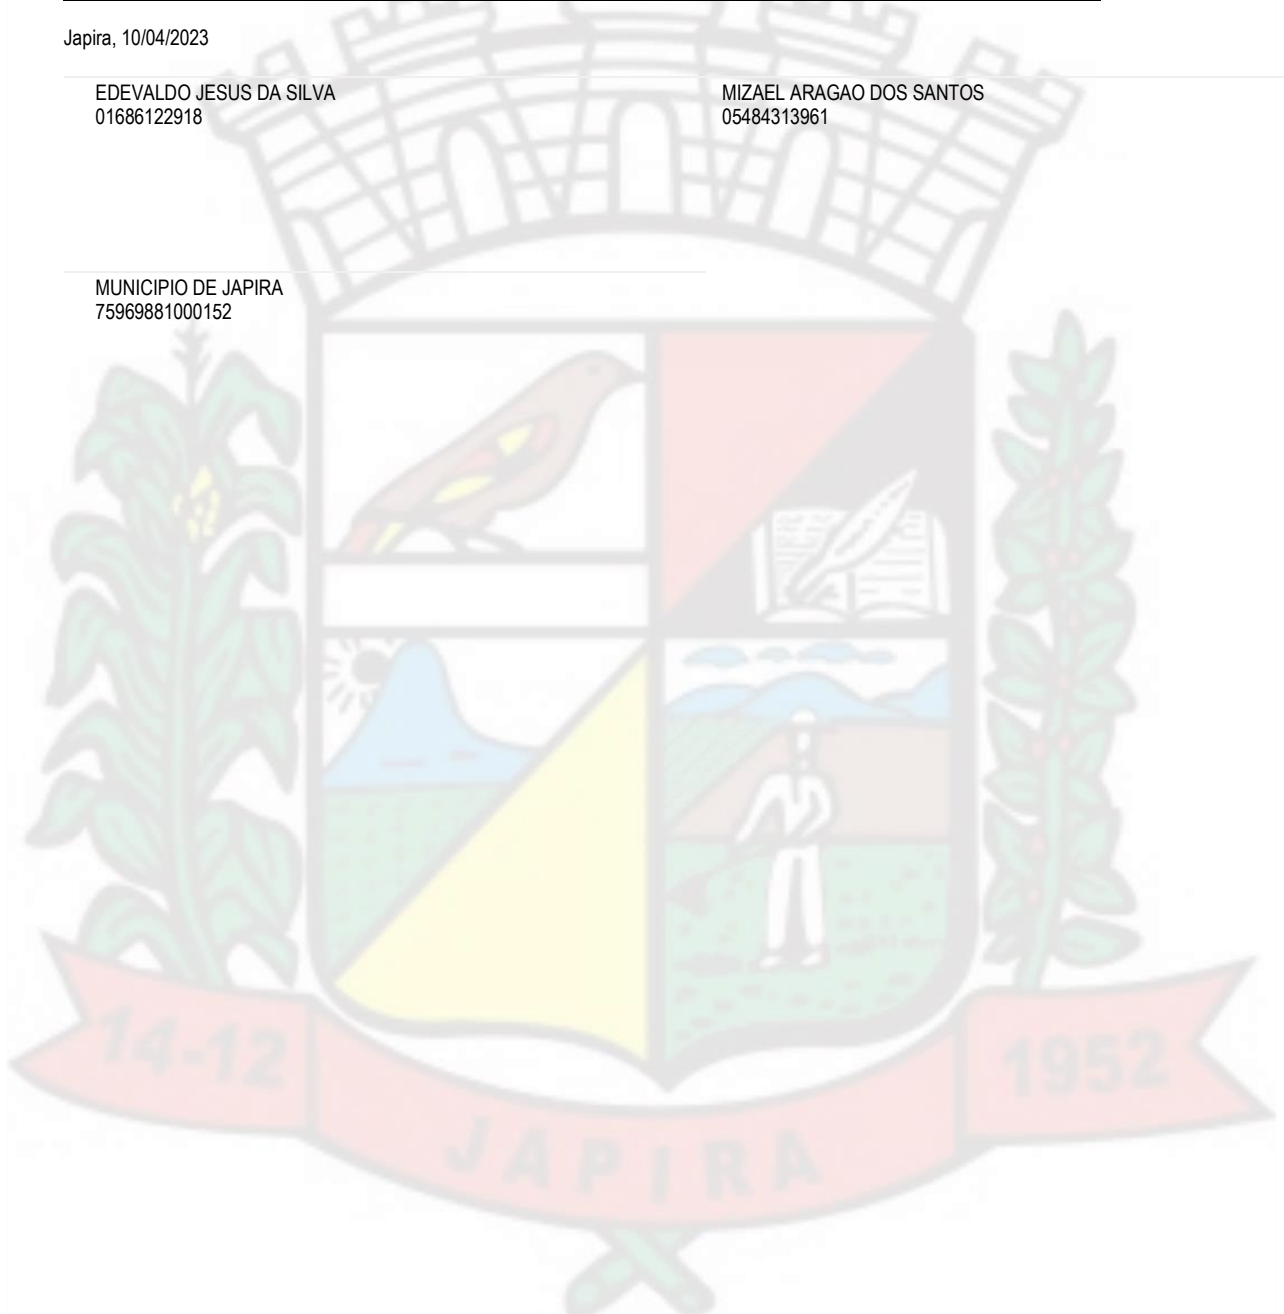 Japira, 10/04/2023
EDEVALDO JESUS DA SILVA
01686122918
MIZAEL ARAGAO DOS SANTOS
05484313961
MUNICIPIO DE JAPIRA
75969881000152
14-12
1952
JAPIRA